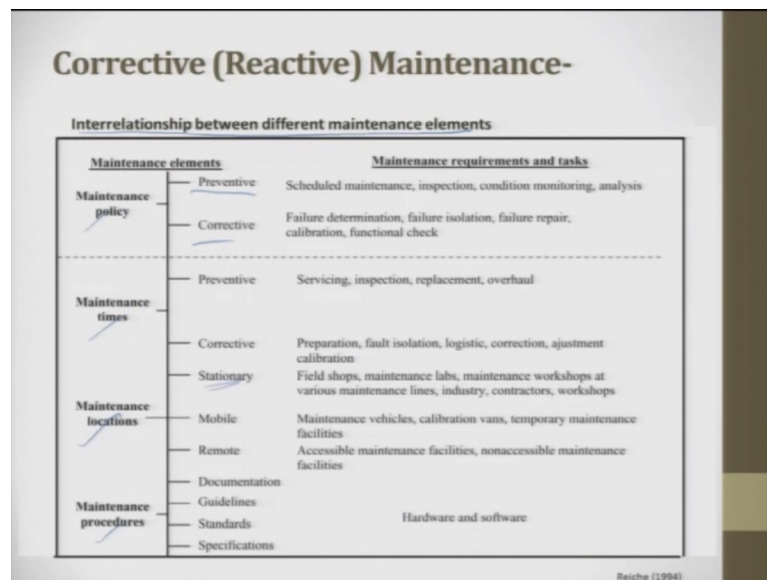 Corrective (Reactive) Maintenance-
Interrelationship between different maintenance elements
Maintenance elements Maintenance requirements and tasks
Maintenance policy
Preventive Scheduled maintenance, inspection, condition monitoring, analysis
Corrective Failure determination, failure isolation, failure repair,
calibration, functional check
Maintenance times
Preventive Servicing, inspection, replacement, overhaul
Corrective Preparation, fault isolation, logistic, correction, ajustment
calibration
Maintenance locations
Stationary Field shops, maintenance labs, maintenance workshops at
various maintenance lines, industry, contractors, workshops
Mobile Maintenance vehicles, calibration vans, temporary maintenance
facilities
Remote Accessible maintenance facilities, nonaccessible maintenance
facilities
Maintenance procedures
Documentation
Guidelines
Standards Hardware and software
Specifications
Reiche (1994)